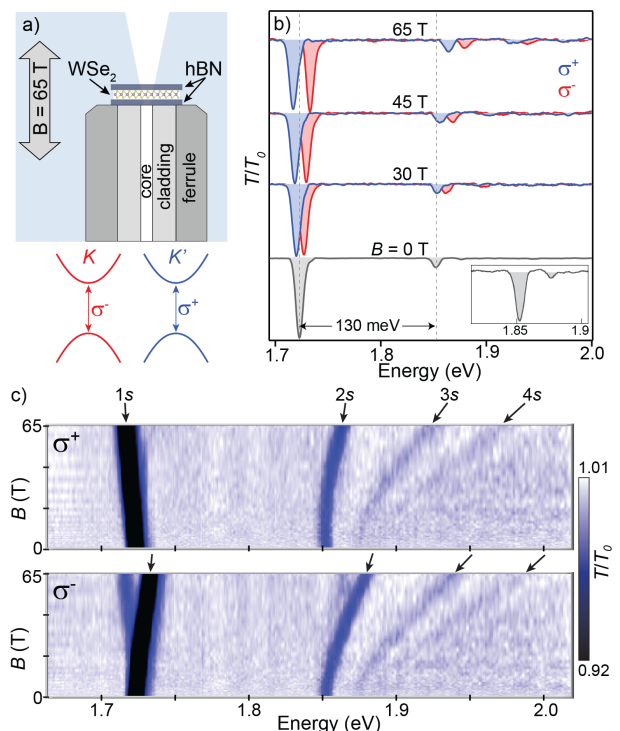 a)
B = 65 T
WSe₂
hBN
core
cladding
ferrule
K
K’
σ⁻
σ⁺
b)
65 T
σ⁺
σ⁻
45 T
30 T
B = 0 T
130 meV
1.85
1.9
T/T₀
1.7
1.8
1.9
2.0
Energy (eV)
c)
1s
2s
3s
4s
65
σ⁺
B (T)
0
65
σ⁻
B (T)
0
1.7
1.8
1.9
2.0
Energy (eV)
1.01
T/T₀
0.92